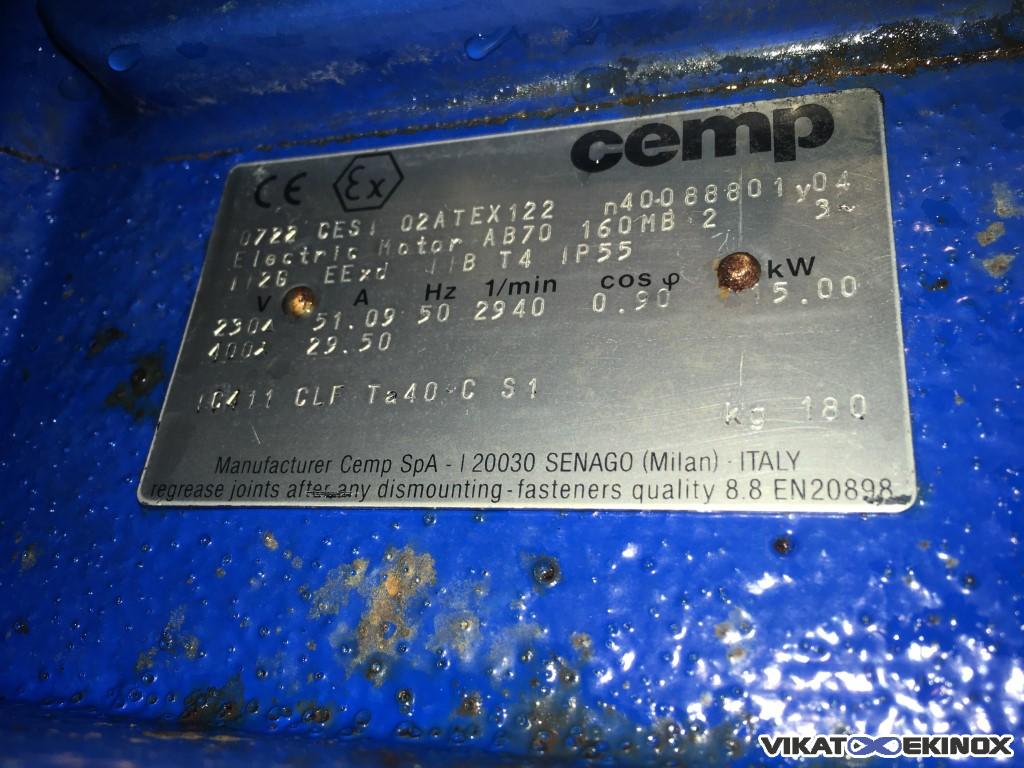 cemp
CE Ex
0722 CESI 02ATEX122 n40088801 y04
Electric Motor AB70 160MB 2 3~
II2G EExd IIB T4 IP55
V A Hz 1/min cos φ kW
230Δ 51.09 50 2940 0.90 15.00
400 29.50
IC411 CLF Ta40°C S1
kg 180
Manufacturer Cemp SpA - I 20030 SENAGO (Milan) - ITALY
regrease joints after any dismounting - fasteners quality 8.8 EN20898
VIKAT EKINOX